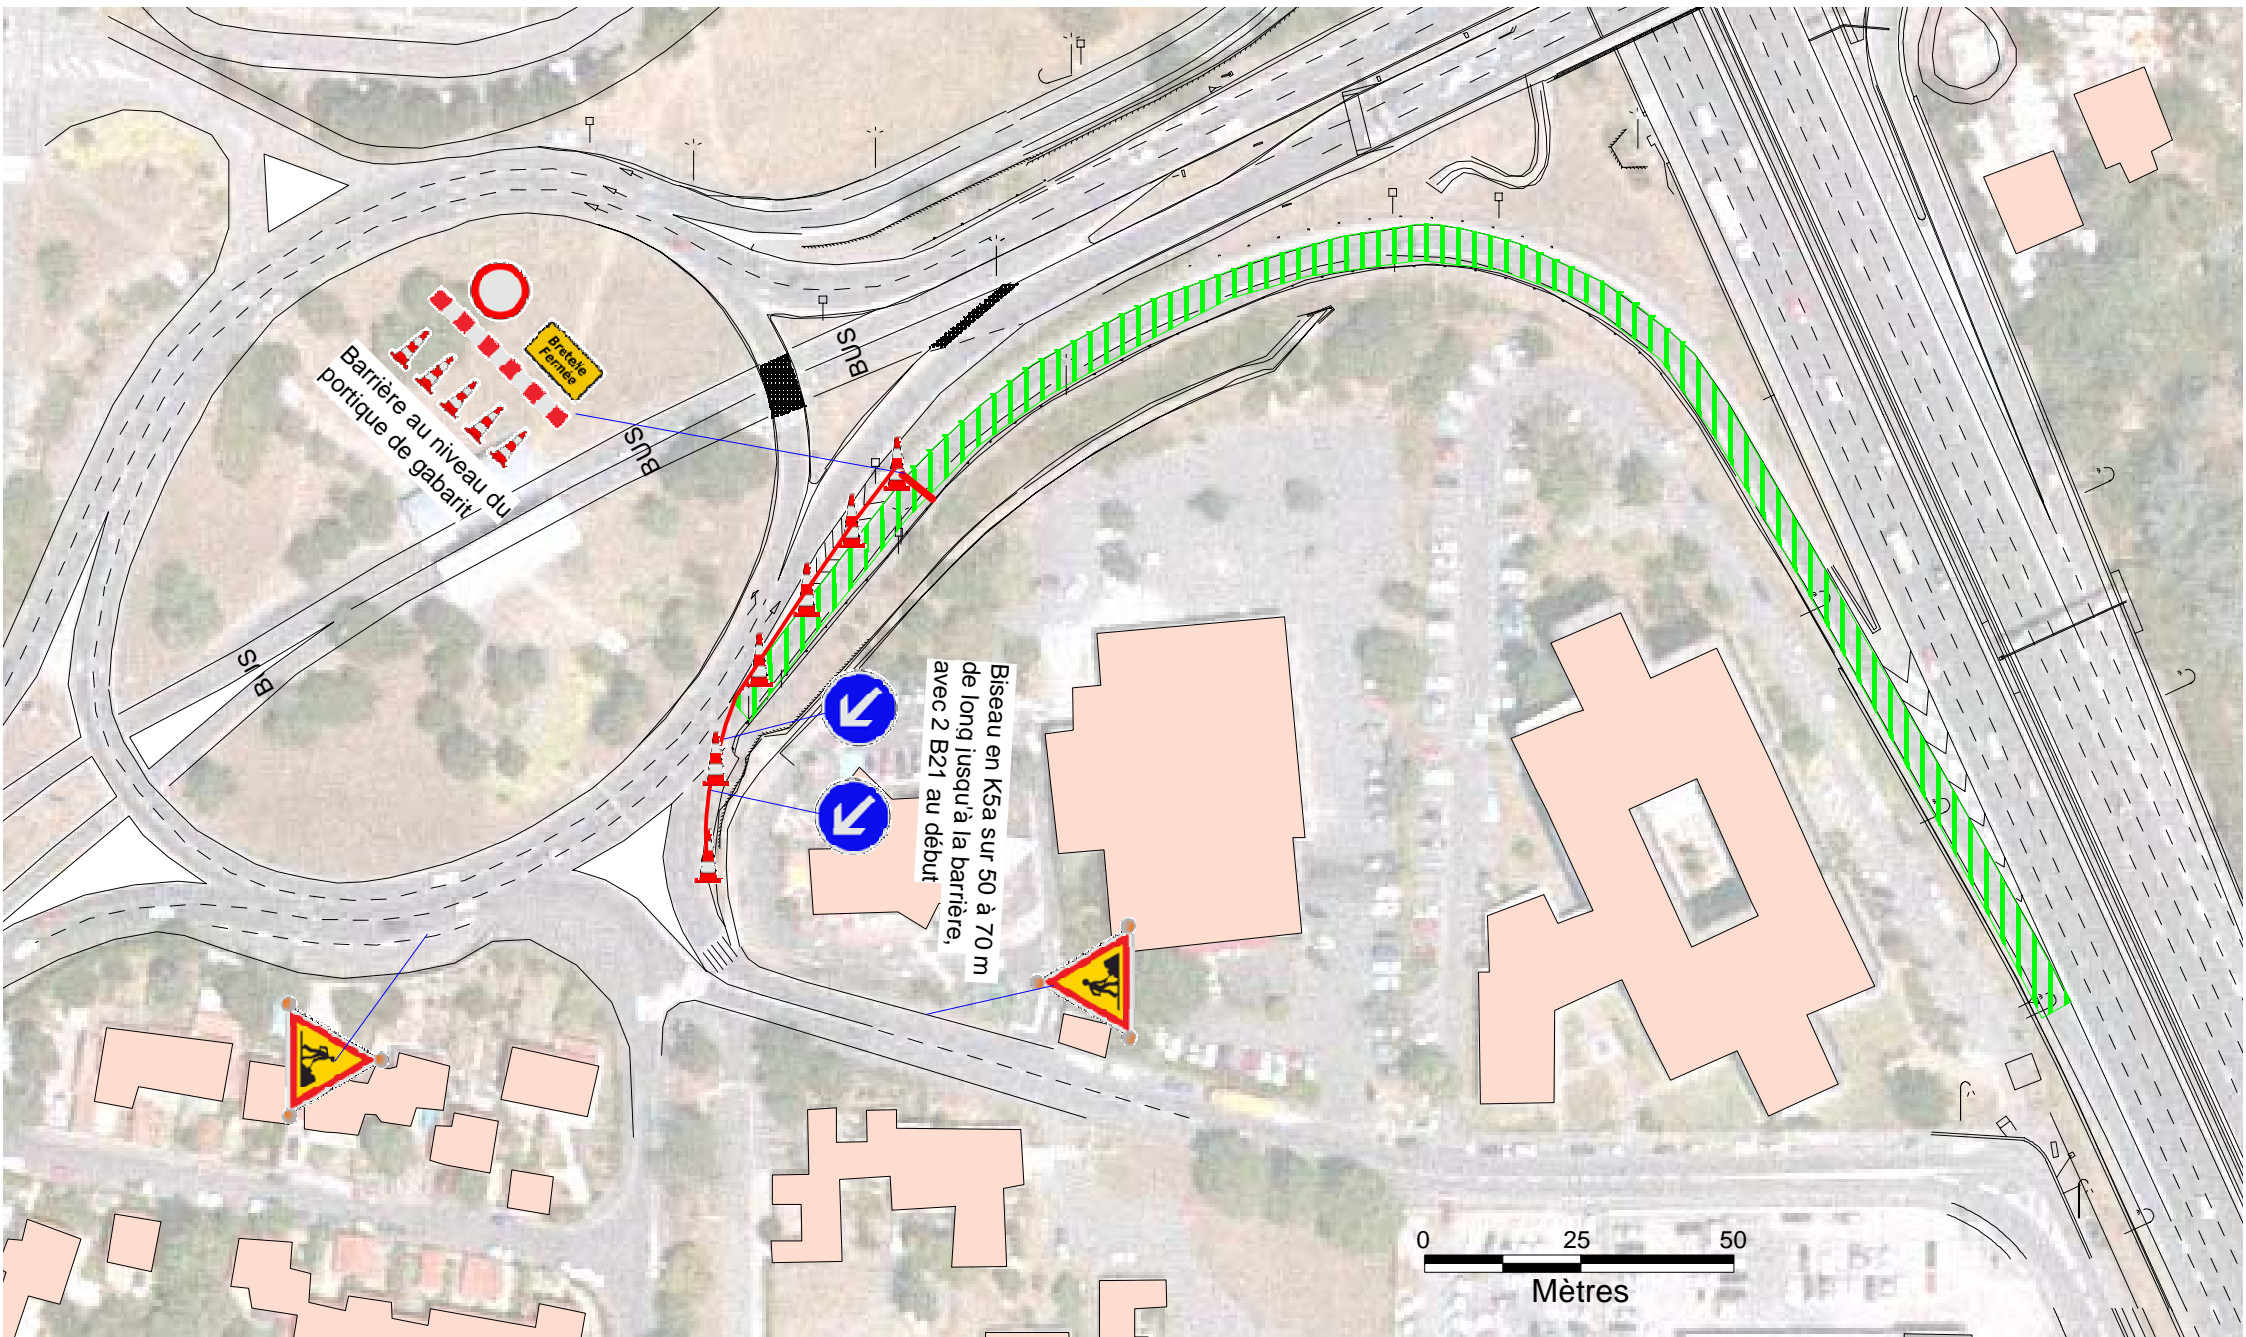 BUS
BUS
BUS
Bretelle
Fermée
Barrière au niveau du
portique de gabarit
Biseau en K5a sur 50 à 70 m
de long jusqu'à la barrière,
avec 2 B21 au début
0 25 50
Mètres